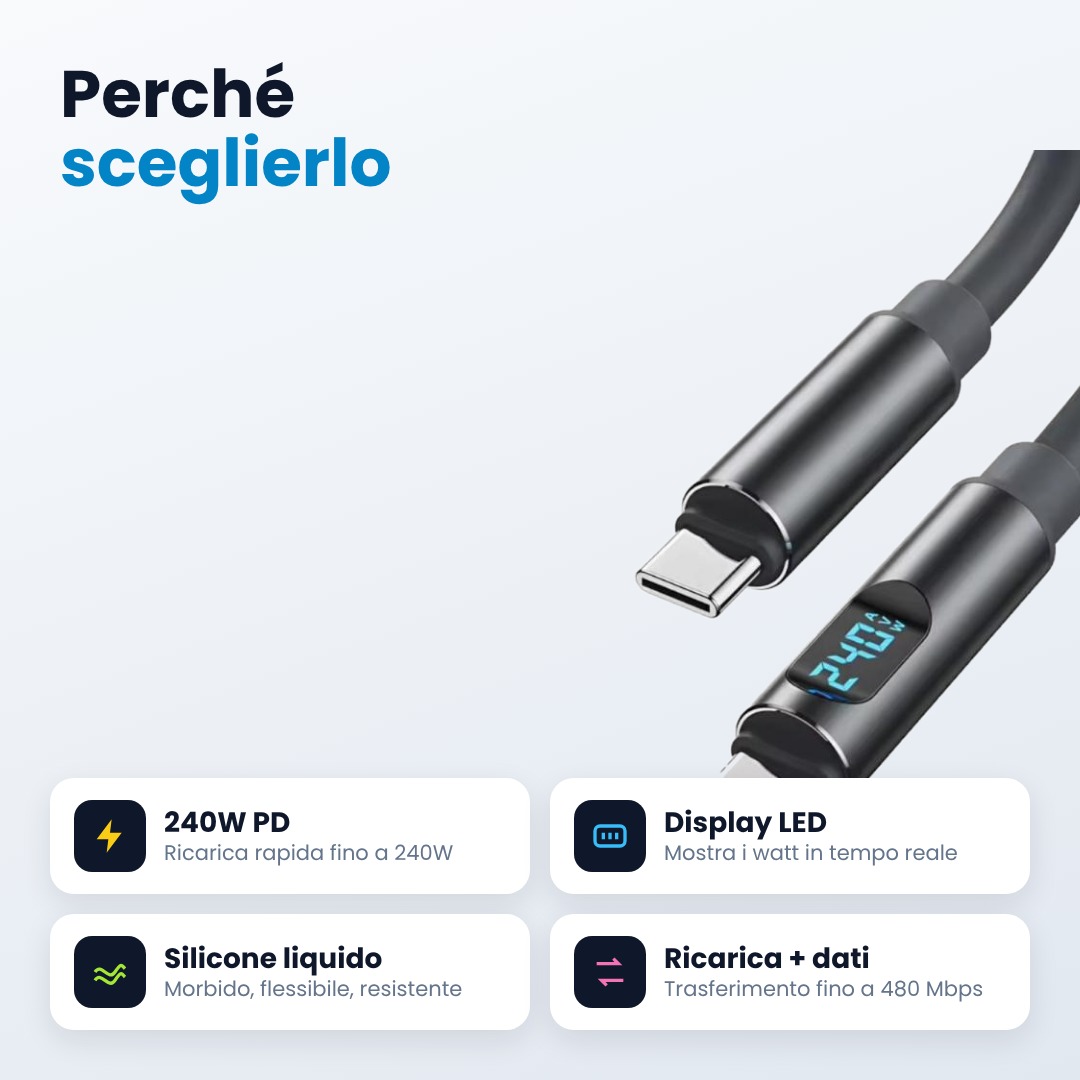 Perché
sceglierlo
240
A
V
W
240W PD
Ricarica rapida fino a 240W
Display LED
Mostra i watt in tempo reale
Silicone liquido
Morbido, flessibile, resistente
Ricarica + dati
Trasferimento fino a 480 Mbps